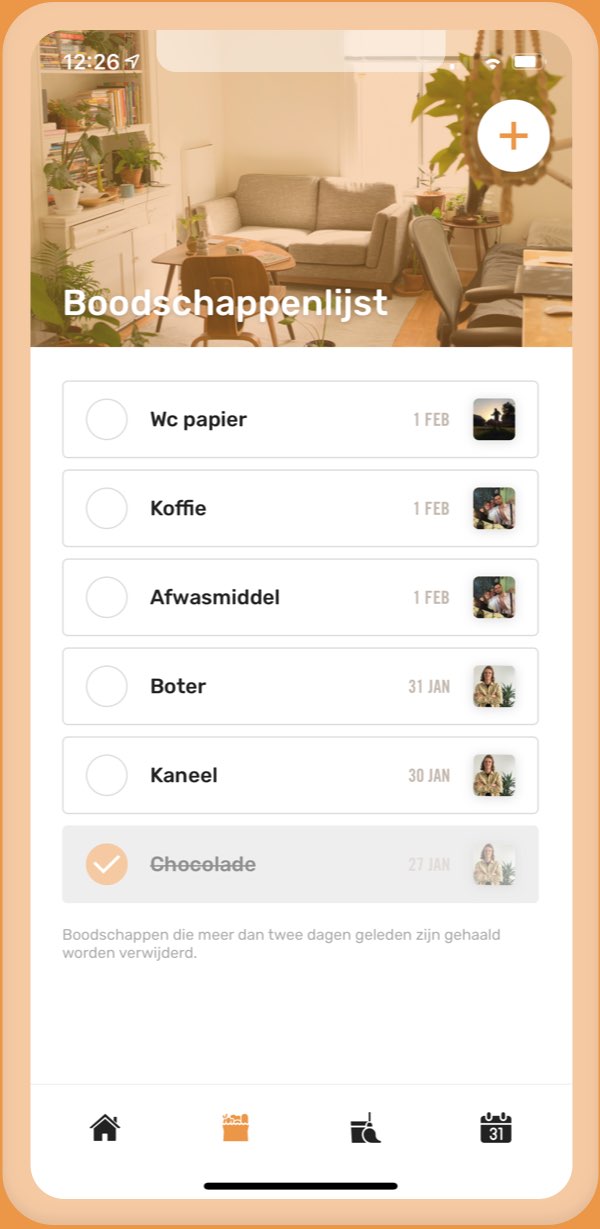 12:26
Boodschappenlijst
Wc papier 1 FEB
Koffie 1 FEB
Afwasmiddel 1 FEB
Boter 31 JAN
Kaneel 30 JAN
Chocolade 27 JAN
Boodschappen die meer dan twee dagen geleden zijn gehaald
worden verwijderd.
31